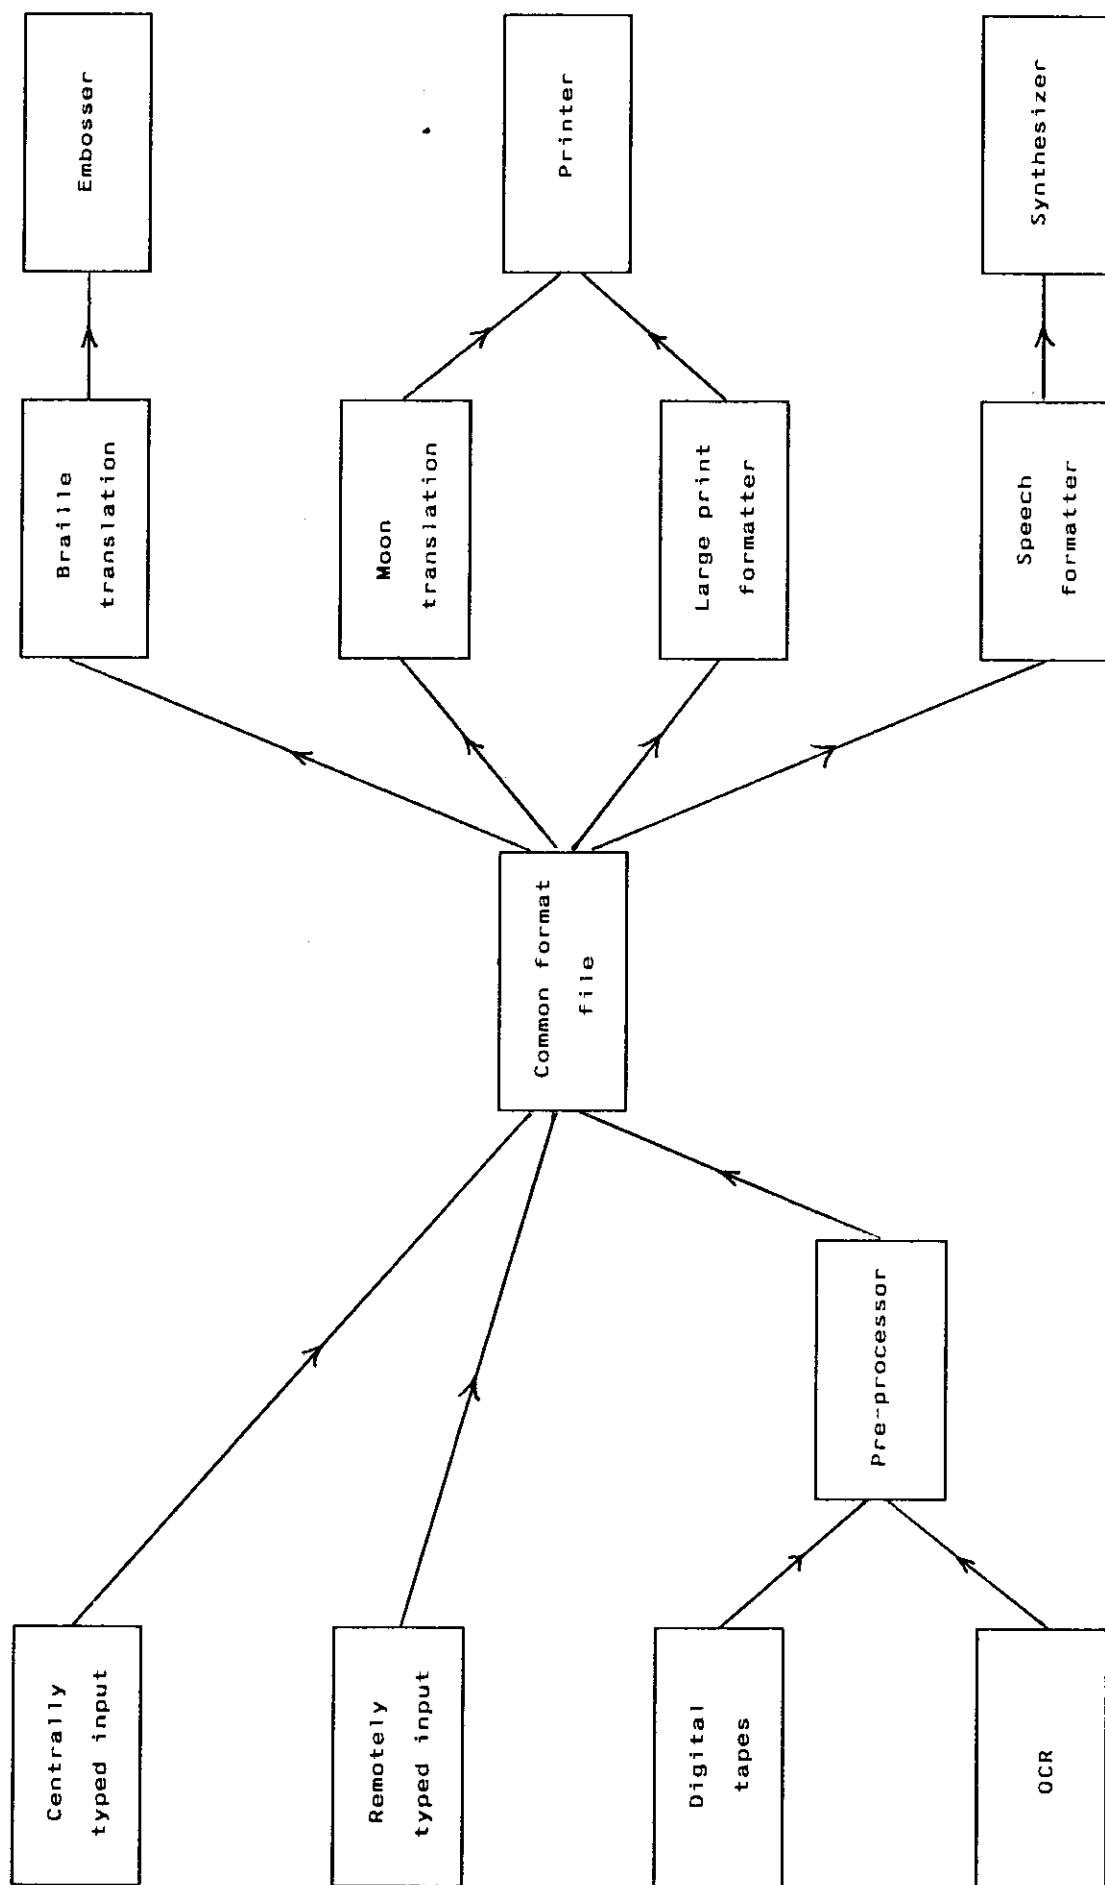 Centrally
typed input
Remotely
typed input
Digital
tapes
OCR
Pre-processor
Common format
file
Braille
translation
Moon
translation
Large print
formatter
Speech
formatter
Embosser
Printer
Synthesizer